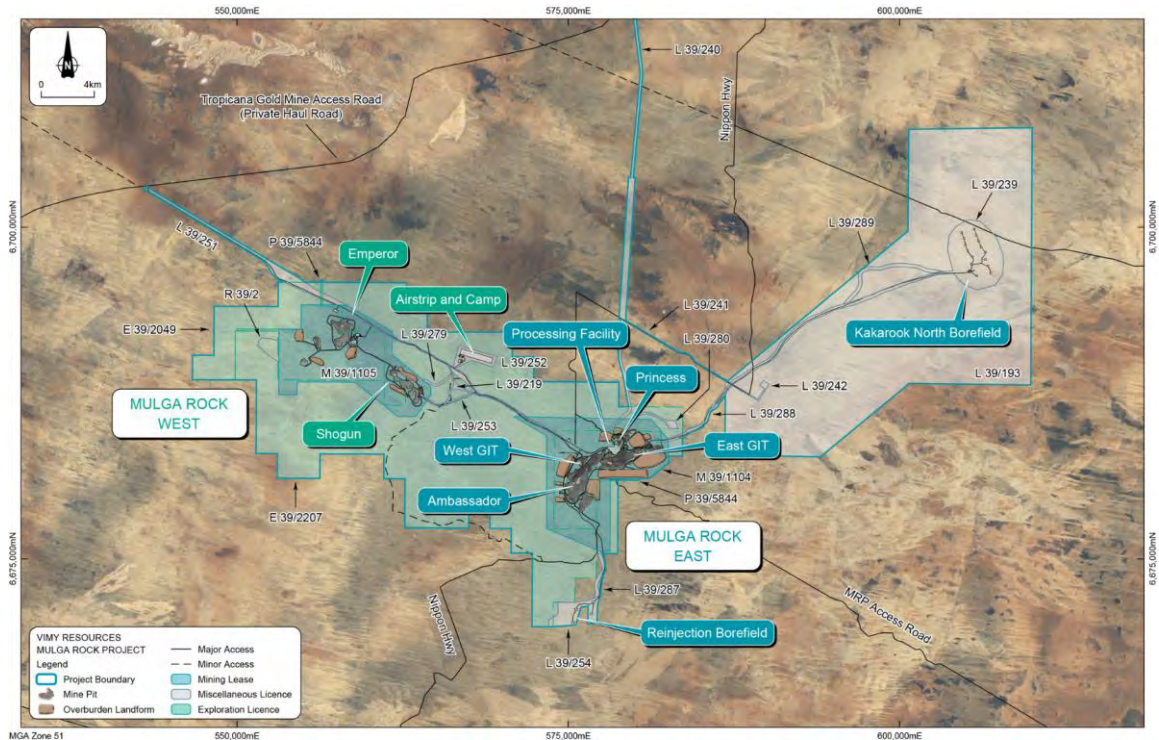 550,000mE
575,000mE
600,000mE
N
0 4km
L 39/240
Nippon Hwy
Tropicana Gold Mine Access Road
(Private Haul Road)
L 39/239
6,700,000mN
6,700,000mN
L 39/251
L 39/289
P 39/5844
Emperor
R 39/2
Airstrip and Camp
L 39/241
E 39/2049
L 39/279
Processing Facility
L 39/280
Kakarook North Borefield
L 39/252
M 39/1105
Princess
L 39/219
L 39/242
L 39/193
MULGA ROCK
WEST
L 39/288
Shogun
L 39/253
West GIT
East GIT
M 39/1104
Ambassador
P 39/5844
E 39/2207
MULGA ROCK
EAST
6,675,000mN
6,675,000mN
Nippon Hwy
L 39/287
MRP Access Road
Reinjection Borefield
L 39/254
VIMY RESOURCES
MULGA ROCK PROJECT
Legend
Project Boundary
Mine Pit
Overburden Landform
Major Access
Minor Access
Mining Lease
Miscellaneous Licence
Exploration Licence
MGA Zone 51
550,000mE
575,000mE
600,000mE